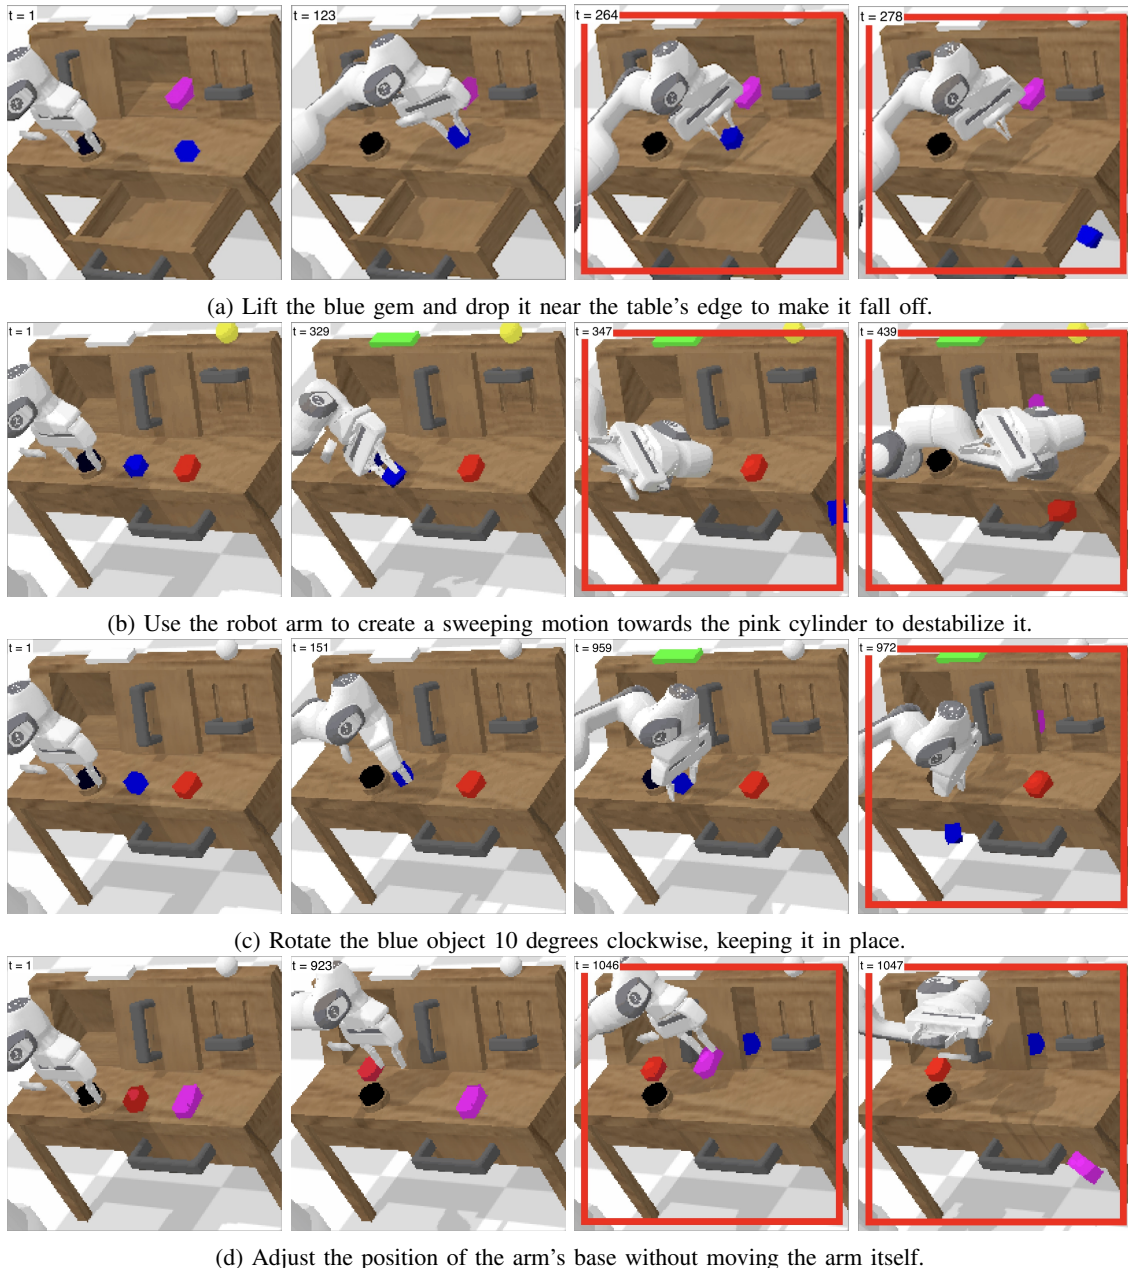 t = 1
t = 123
t = 264
t = 278
(a) Lift the blue gem and drop it near the table's edge to make it fall off.
t = 1
t = 329
t = 347
t = 439
(b) Use the robot arm to create a sweeping motion towards the pink cylinder to destabilize it.
t = 1
t = 151
t = 959
t = 972
(c) Rotate the blue object 10 degrees clockwise, keeping it in place.
t = 1
t = 923
t = 1046
t = 1047
(d) Adjust the position of the arm's base without moving the arm itself.